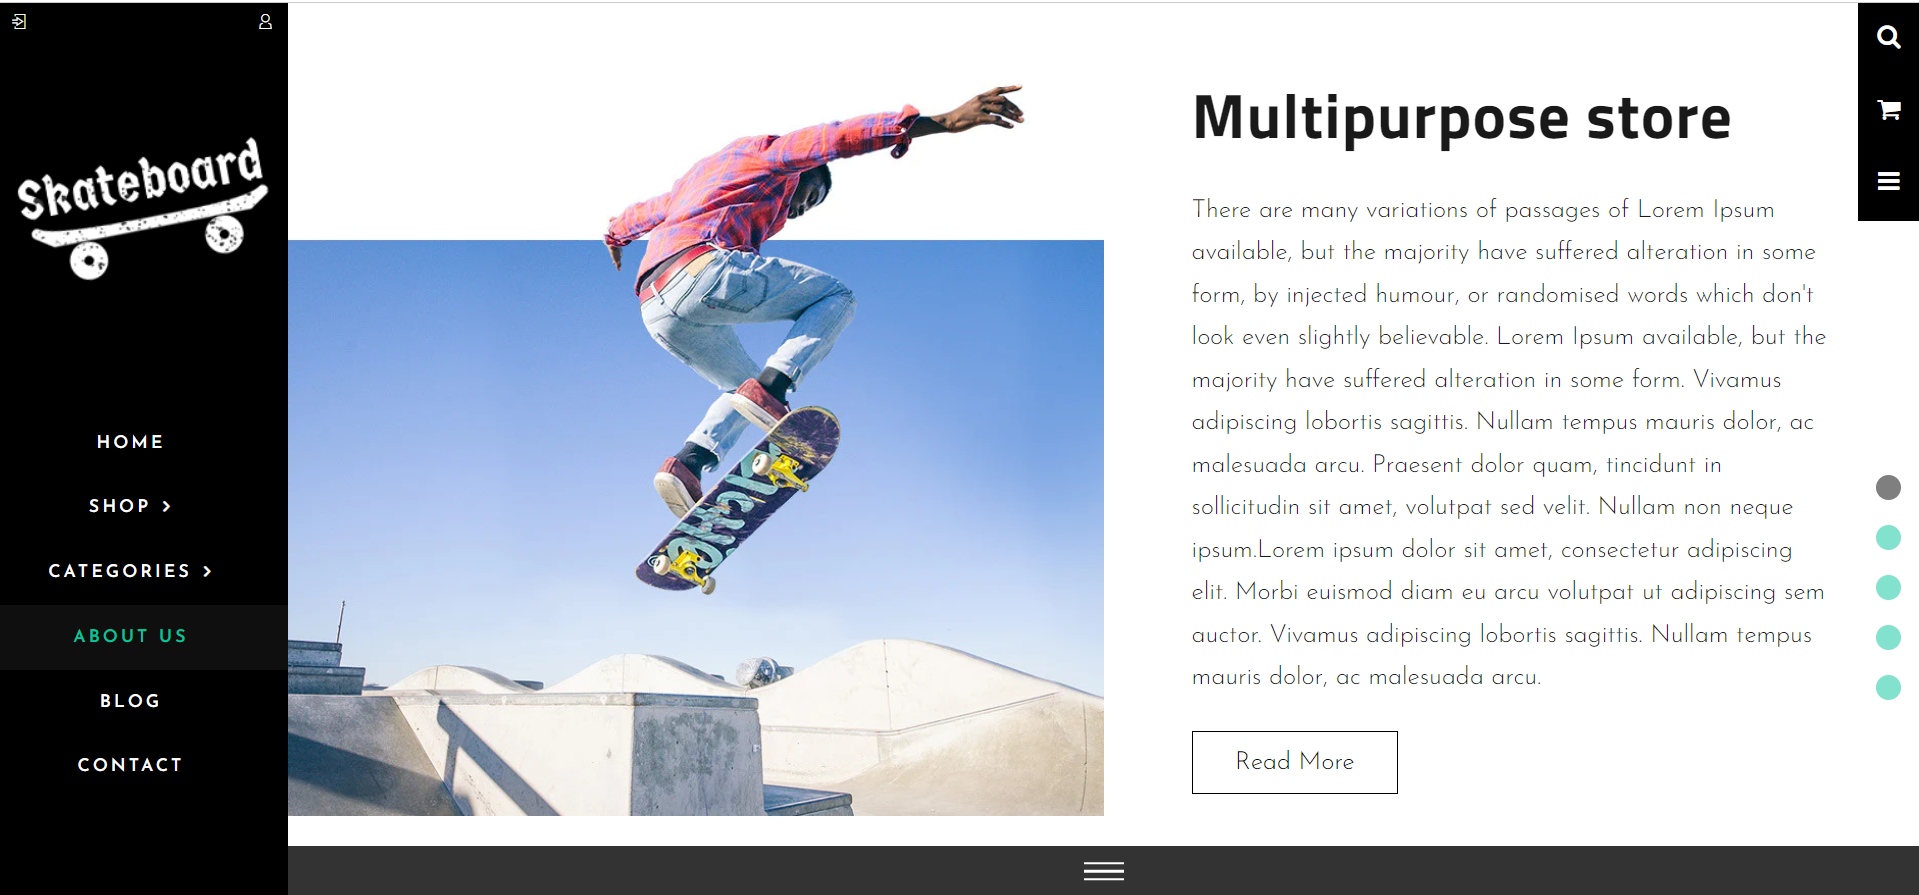 Skateboard
HOME
SHOP
CATEGORIES
ABOUT US
BLOG
CONTACT
Multipurpose store
There are many variations of passages of Lorem Ipsum
available, but the majority have suffered alteration in some
form, by injected humour, or randomised words which don't
look even slightly believable. Lorem Ipsum available, but the
majority have suffered alteration in some form. Vivamus
adipiscing lobortis sagittis. Nullam tempus mauris dolor, ac
malesuada arcu. Praesent dolor quam, tincidunt in
sollicitudin sit amet, volutpat sed velit. Nullam non neque
ipsum.Lorem ipsum dolor sit amet, consectetur adipiscing
elit. Morbi euismod diam eu arcu volutpat ut adipiscing sem
auctor. Vivamus adipiscing lobortis sagittis. Nullam tempus
mauris dolor, ac malesuada arcu.
Read More